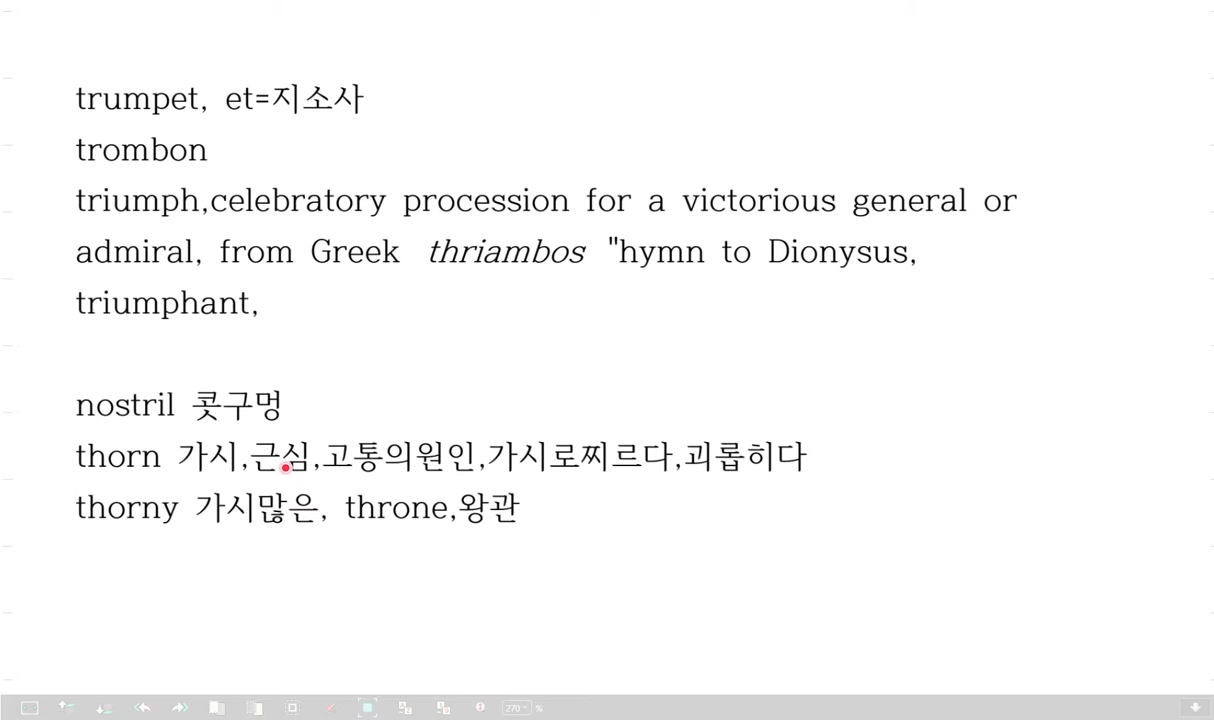 trumpet, et=지소사
trombon
triumph,celebratory procession for a victorious general or
admiral, from Greek thriambos "hymn to Dionysus,
triumphant,
nostril 콧구멍
thorn 가시,근심,고통의원인,가시로찌르다,괴롭히다
thorny 가시많은, throne,왕관
270 %